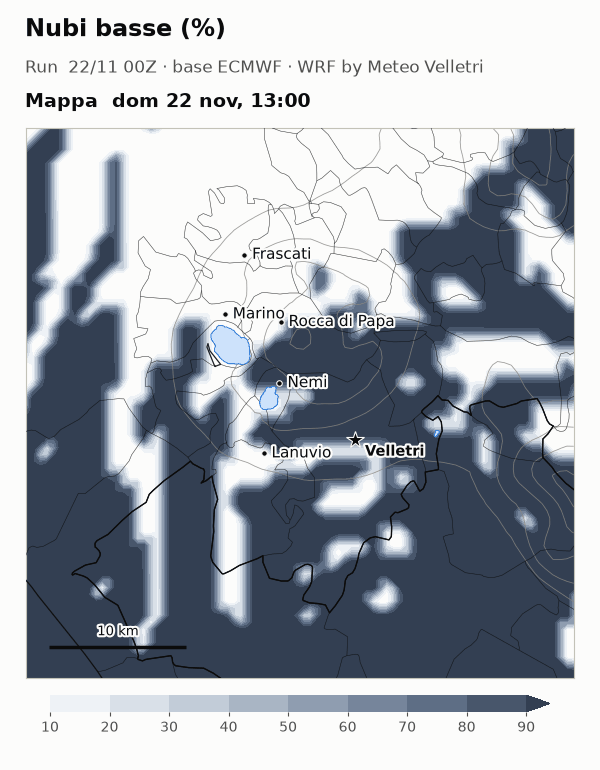 Nubi basse (%)
Run  22/11 00Z · base ECMWF · WRF by Meteo Velletri
Mappa  dom 22 nov, 13:00
Frascati
Marino
Rocca di Papa
Nemi
Velletri
Lanuvio
10 km
10 20 30 40 50 60 70 80 90